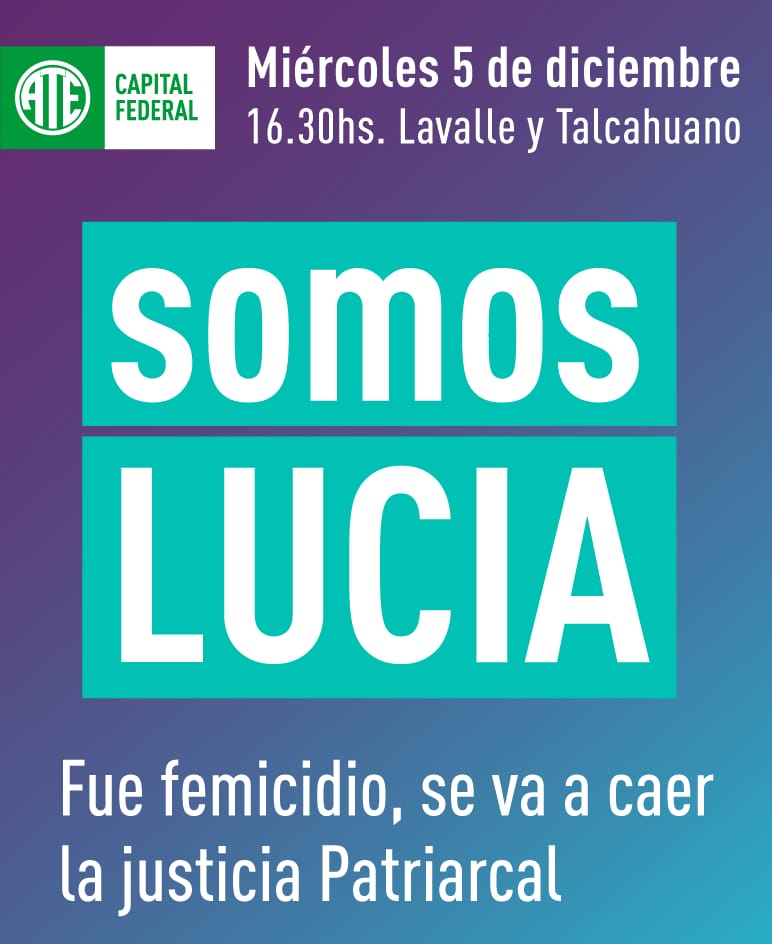 ATE
CAPITAL
FEDERAL
Miércoles 5 de diciembre
16.30hs. Lavalle y Talcahuano
somos
LUCIA
Fue femicidio, se va a caer
la justicia Patriarcal